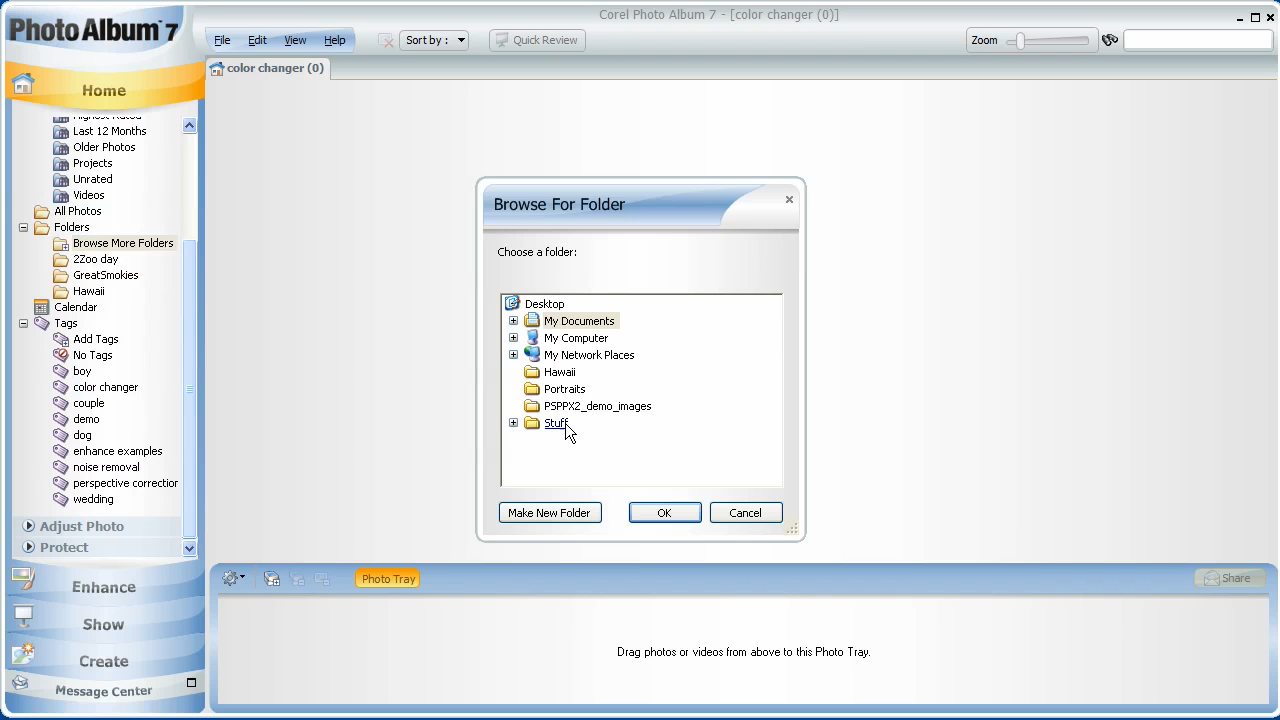 Corel Photo Album 7 - [color changer (0)]
PhotoAlbum™ 7
File Edit View Help
Sort by :
Quick Review
Zoom
color changer (0)
Home
Highest Rated
Last 12 Months
Older Photos
Projects
Unrated
Videos
All Photos
Folders
Browse More Folders
2Zoo day
GreatSmokies
Hawaii
Calendar
Tags
Add Tags
No Tags
boy
color changer
couple
demo
dog
enhance examples
noise removal
perspective correction
wedding
Adjust Photo
Protect
Enhance
Show
Create
Message Center
Browse For Folder
Choose a folder:
Desktop
My Documents
My Computer
My Network Places
Hawaii
Portraits
PSPPX2_demo_images
Stuff
Make New Folder
OK
Cancel
Photo Tray
Share
Drag photos or videos from above to this Photo Tray.